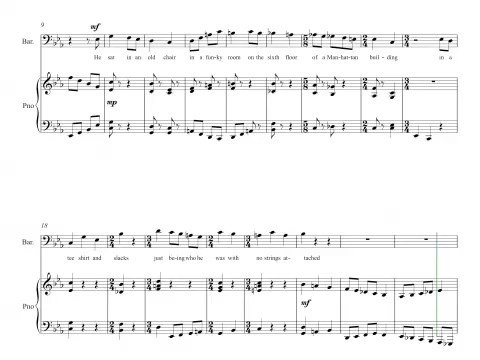 9
mf
Bar.
He sat in an old chair in a fun-ky room on the sixth floor of a Man-hat-tan buil-ding in a
mp
Pno
18
Bar.
tee shirt and slacks just be-ing who he was with no strings at-tached
mf
Pno